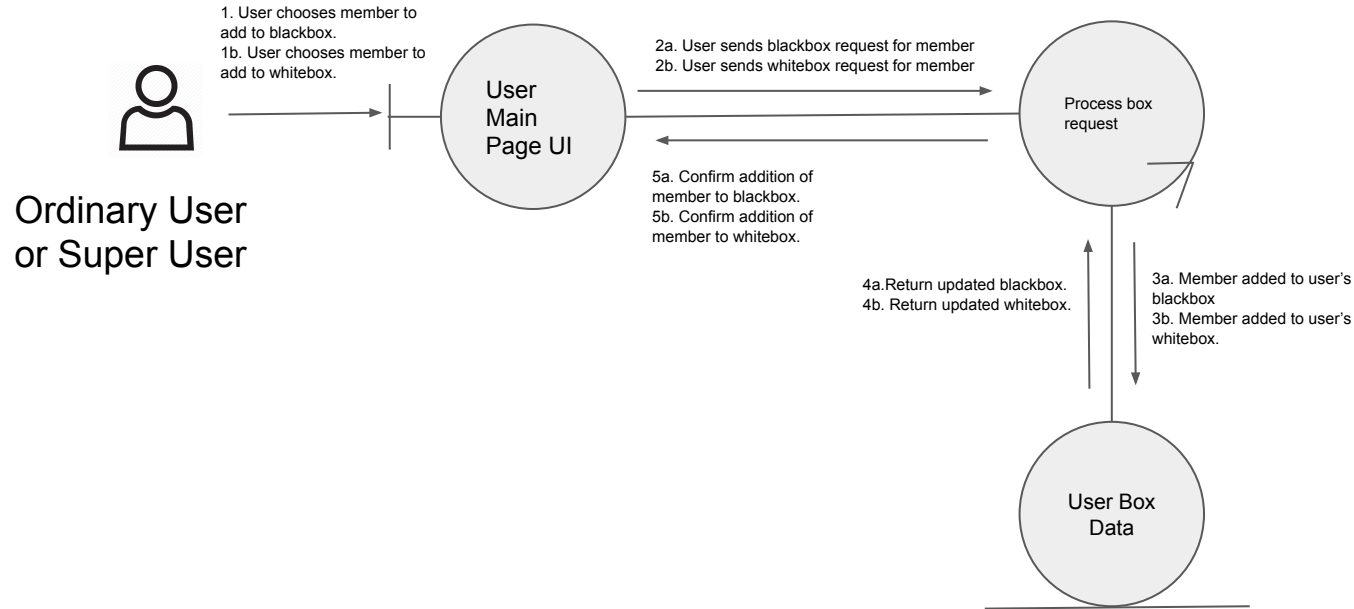 1. User chooses member to
add to blackbox.
1b. User chooses member to
add to whitebox.
Ordinary User
or Super User
User
Main
Page UI
2a. User sends blackbox request for member
2b. User sends whitebox request for member
5a. Confirm addition of
member to blackbox.
5b. Confirm addition of
member to whitebox.
Process box
request
4a.Return updated blackbox.
4b. Return updated whitebox.
3a. Member added to user’s
blackbox
3b. Member added to user’s
whitebox.
User Box
Data